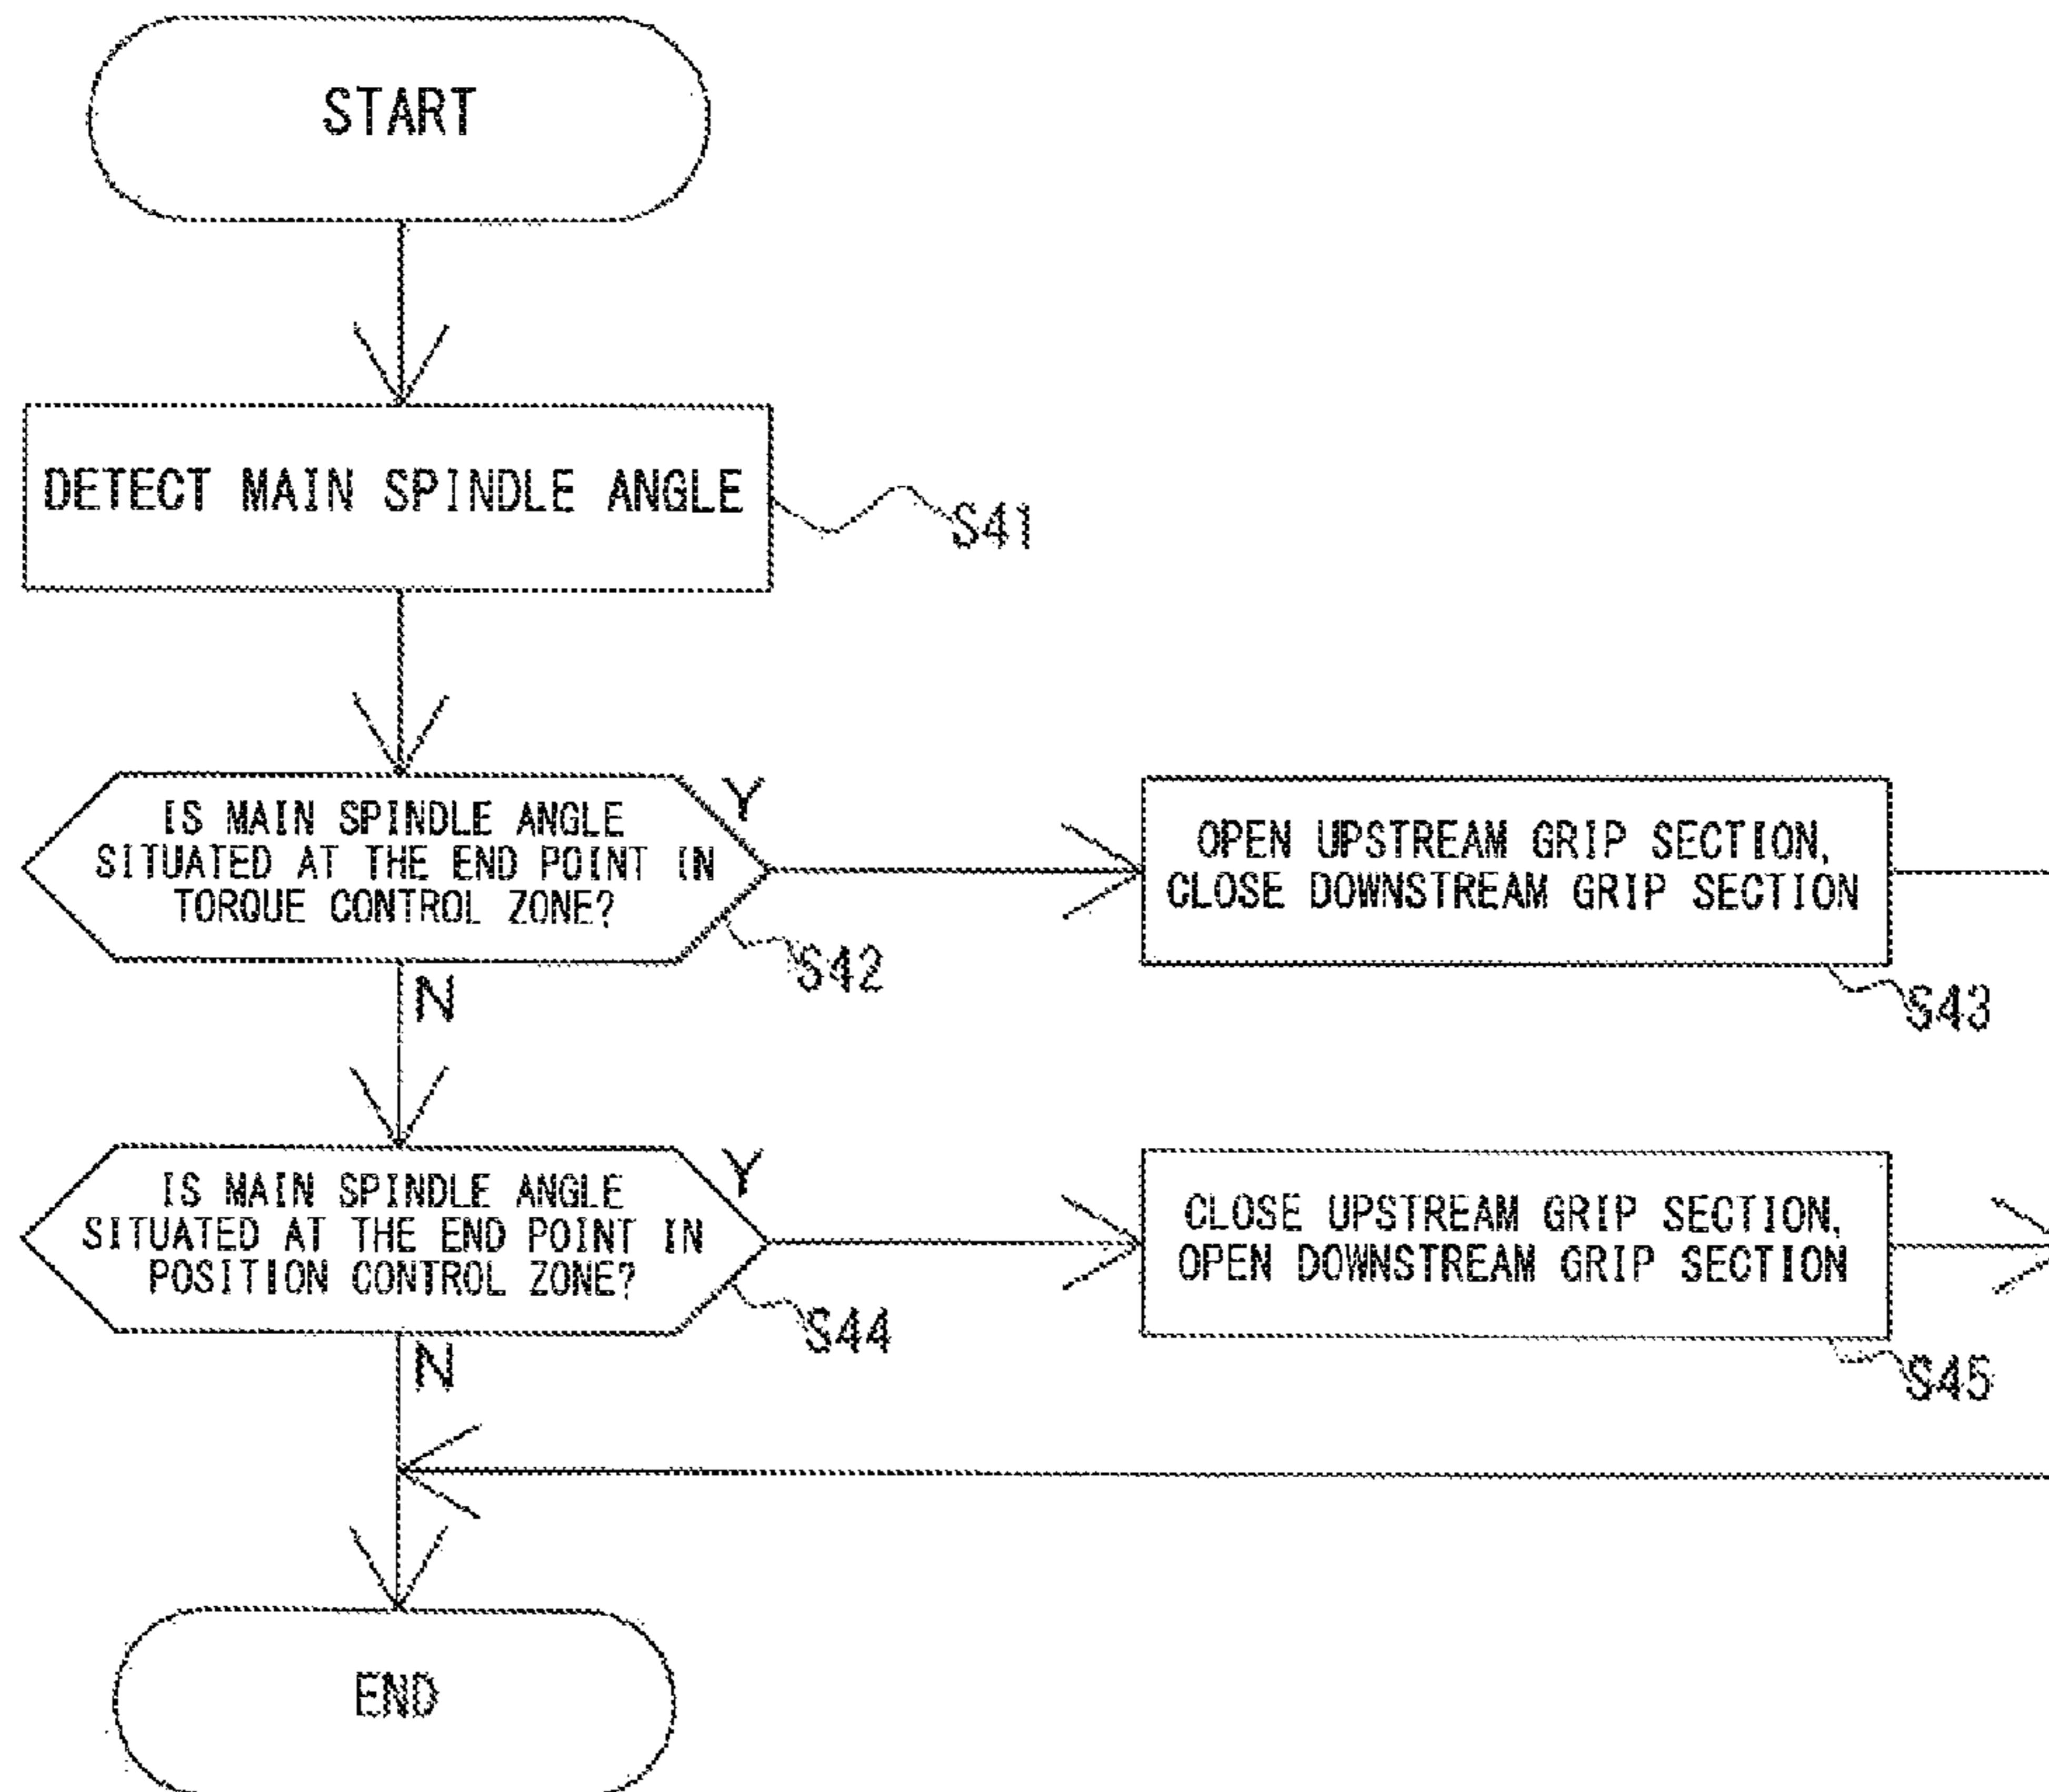 START
DETECT MAIN SPINDLE ANGLE
S41
IS MAIN SPINDLE ANGLE
SITUATED AT THE END POINT IN
TORQUE CONTROL ZONE?
Y
S42
N
OPEN UPSTREAM GRIP SECTION,
CLOSE DOWNSTREAM GRIP SECTION
S43
IS MAIN SPINDLE ANGLE
SITUATED AT THE END POINT IN
POSITION CONTROL ZONE?
Y
S44
N
CLOSE UPSTREAM GRIP SECTION,
OPEN DOWNSTREAM GRIP SECTION
S45
END